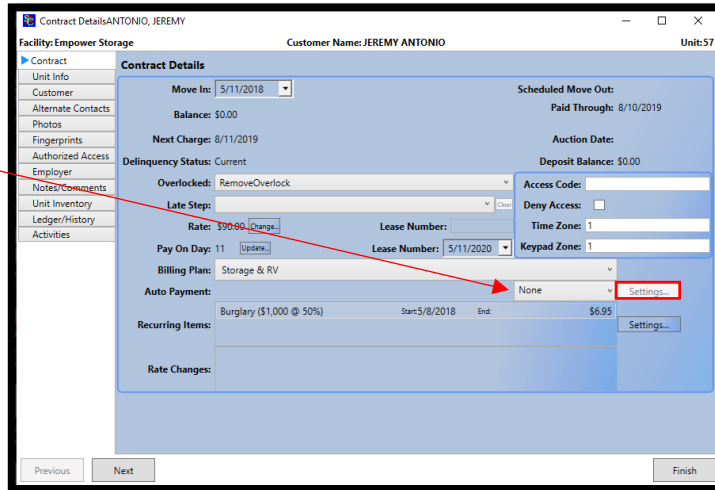 Contract DetailsANTONIO, JEREMY
Facility: Empower Storage Customer Name: JEREMY ANTONIO Unit:57
Contract
Unit Info
Customer
Alternate Contacts
Photos
Fingerprints
Authorized Access
Employer
Notes/Comments
Unit Inventory
Ledger/History
Activities
Contract Details
Move In: 5/11/2018 Scheduled Move Out:
Balance: $0.00 Paid Through: 8/10/2019
Next Charge: 8/11/2019 Auction Date:
Delinquency Status: Current Deposit Balance: $0.00
Overlocked: RemoveOverlock Access Code:
Late Step: Clear Deny Access:
Rate: $90.00 Change... Lease Number: Time Zone: 1
Pay On Day: 11 Update... Lease Number: 5/11/2020 Keypad Zone: 1
Billing Plan: Storage & RV
Auto Payment: None Settings...
Recurring Items: Burglary ($1,000 @ 50%) Start:5/8/2018 End: $6.95
Settings...
Rate Changes:
Previous Next Finish